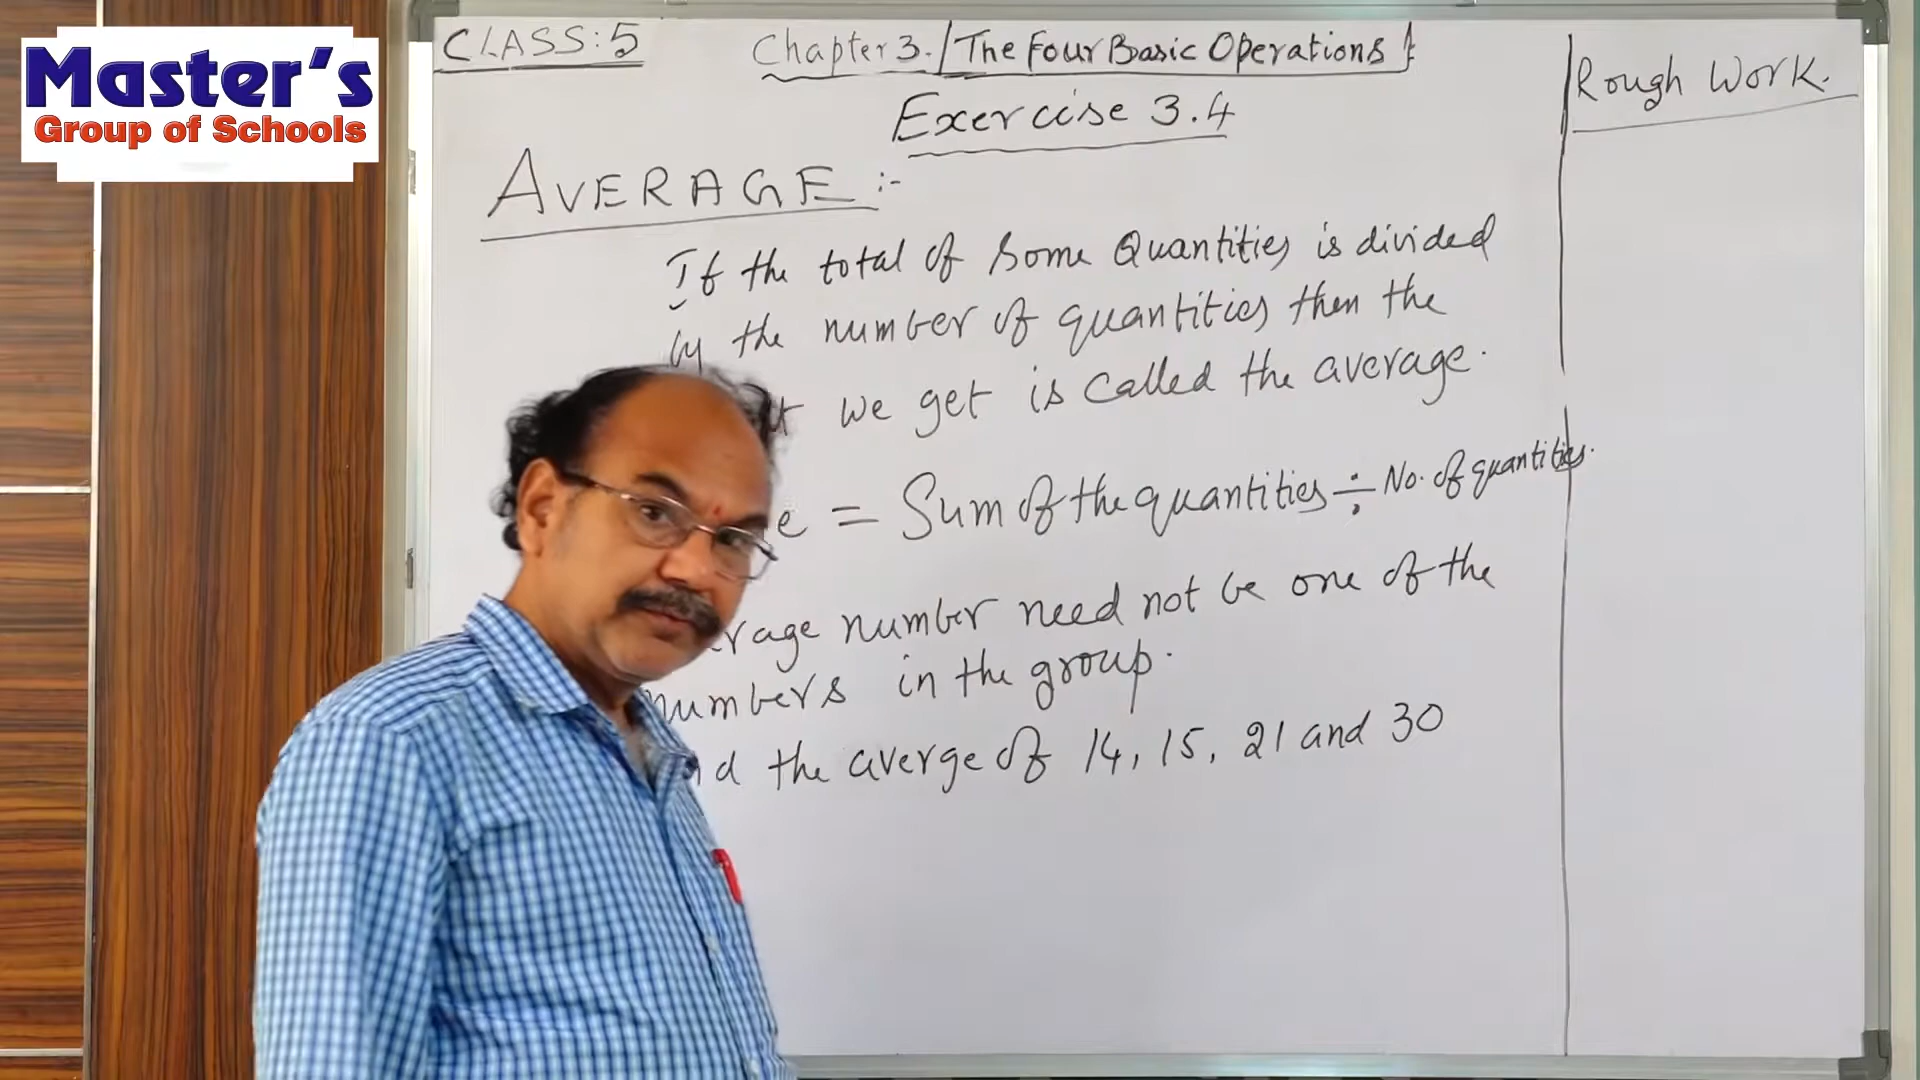 Master's
Group of Schools
CLASS: 5
Chapter 3. / The Four Basic Operations
Exercise 3.4
Rough Work.
AVERAGE :-
If the total of Some Quantities is divided
by the number of quantities then the
we get is called the average.
= Sum of the quantities ÷ No. of quantities.
number need not be one of the
numbers in the group.
the averge of 14, 15, 21 and 30